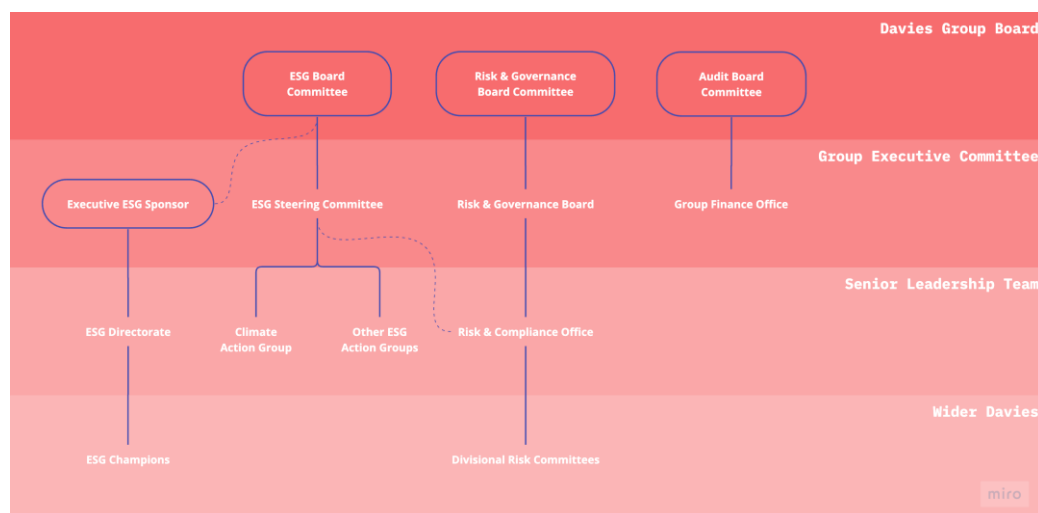 Davies Group Board
ESG Board
Committee
Risk & Governance
Board Committee
Audit Board
Committee
Group Executive Committee
Executive ESG Sponsor
ESG Steering Committee
Risk & Governance Board
Group Finance Office
Senior Leadership Team
ESG Directorate
Climate
Action Group
Other ESG
Action Groups
Risk & Compliance Office
Wider Davies
ESG Champions
Divisional Risk Committees
miro